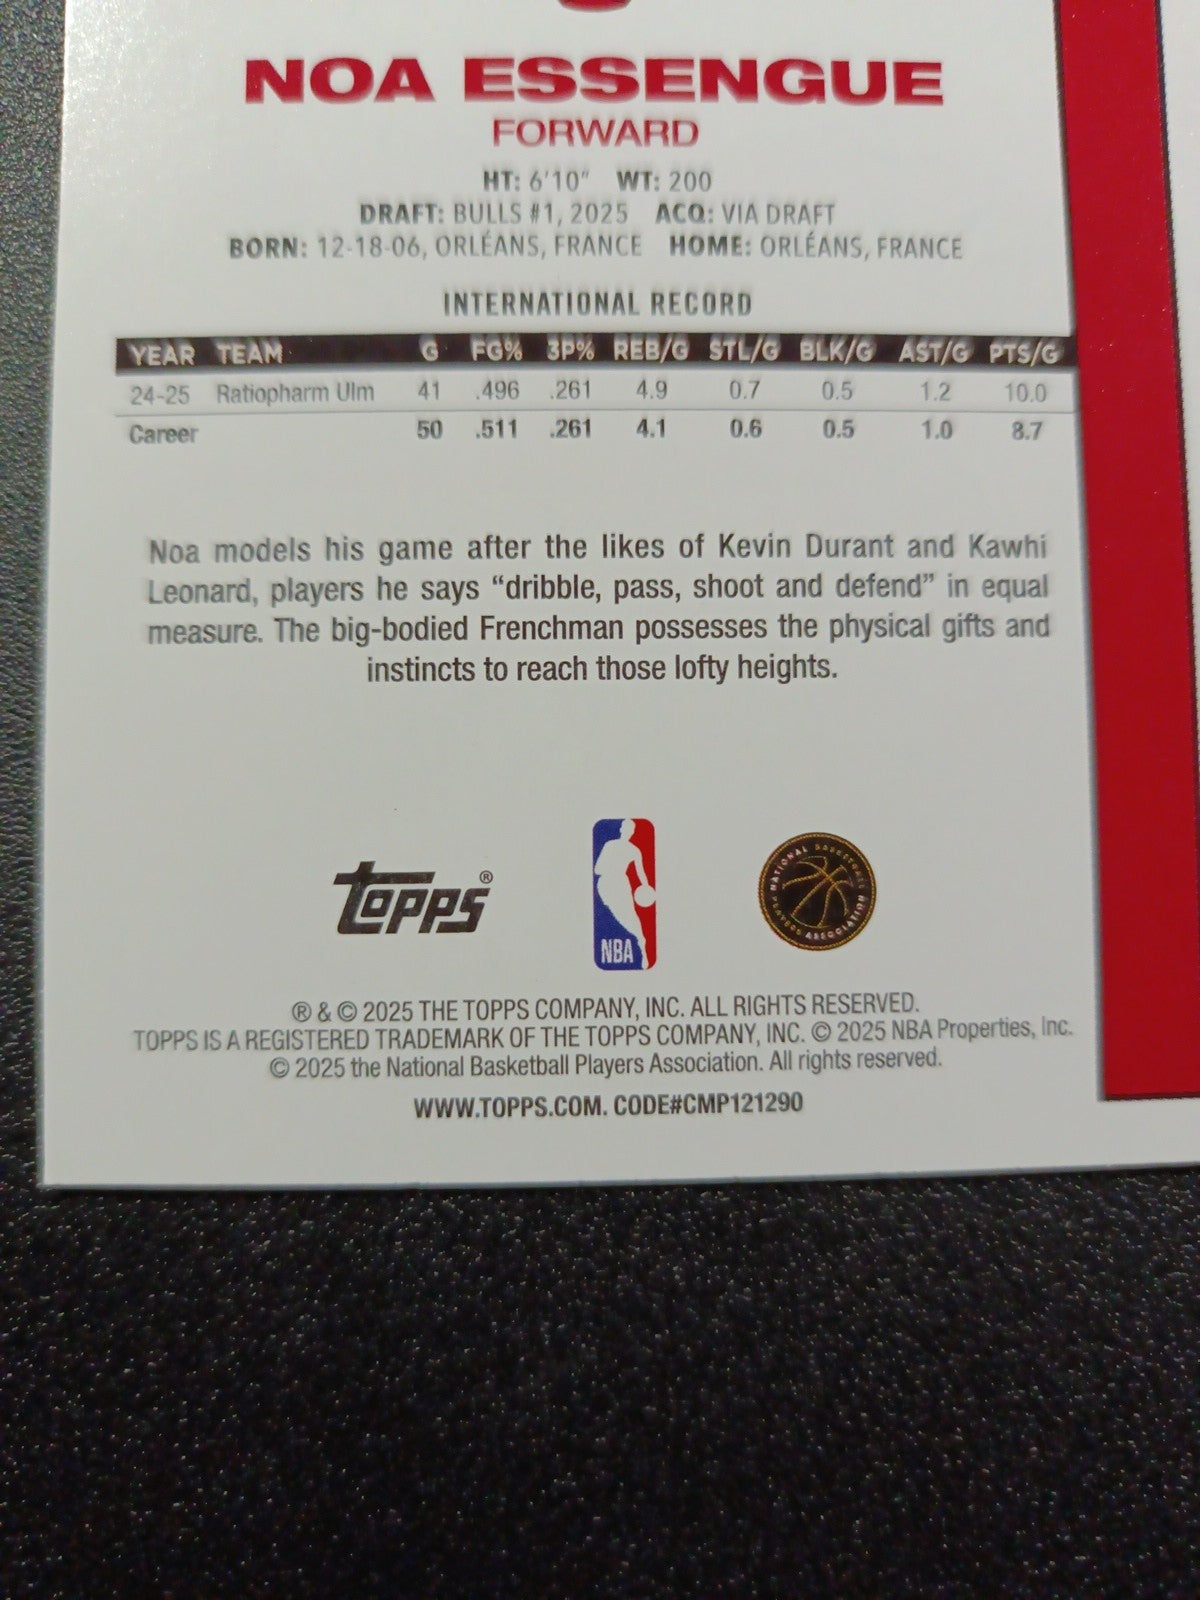 NOA ESSENGUE
FORWARD
HT: 6'10" WT: 200
DRAFT: BULLS #1, 2025 ACQ: VIA DRAFT
BORN: 12-18-06, ORLÉANS, FRANCE HOME: ORLÉANS, FRANCE
INTERNATIONAL RECORD
YEAR TEAM G FG% 3P% REB/G STL/G BLK/G AST/G PTS/G
24-25 Ratiopharm Ulm 41 .496 .261 4.9 0.7 0.5 1.2 10.0
Career 50 .511 .261 4.1 0.6 0.5 1.0 8.7
Noa models his game after the likes of Kevin Durant and Kawhi
Leonard, players he says “dribble, pass, shoot and defend” in equal
measure. The big-bodied Frenchman possesses the physical gifts and
instincts to reach those lofty heights.
Topps®
NBA
NATIONAL BASKETBALL PLAYERS ASSOCIATION
® & © 2025 THE TOPPS COMPANY, INC. ALL RIGHTS RESERVED.
TOPPS IS A REGISTERED TRADEMARK OF THE TOPPS COMPANY, INC. © 2025 NBA Properties, Inc.
© 2025 the National Basketball Players Association. All rights reserved.
WWW.TOPPS.COM. CODE#CMP121290